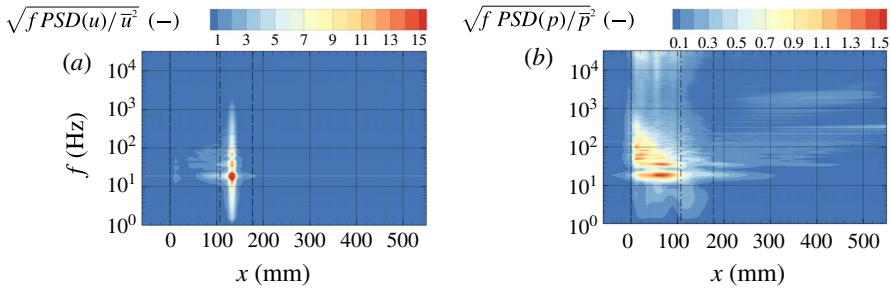 √f PSD(u)/u̅² (−)
1 3 5 7 9 11 13 15
(a)
f (Hz)
10⁴
10³
10²
10¹
10⁰
0 100 200 300 400 500
x (mm)
√f PSD(p)/p̅² (−)
0.1 0.3 0.5 0.7 0.9 1.1 1.3 1.5
(b)
10⁴
10³
10²
10¹
10⁰
0 100 200 300 400 500
x (mm)